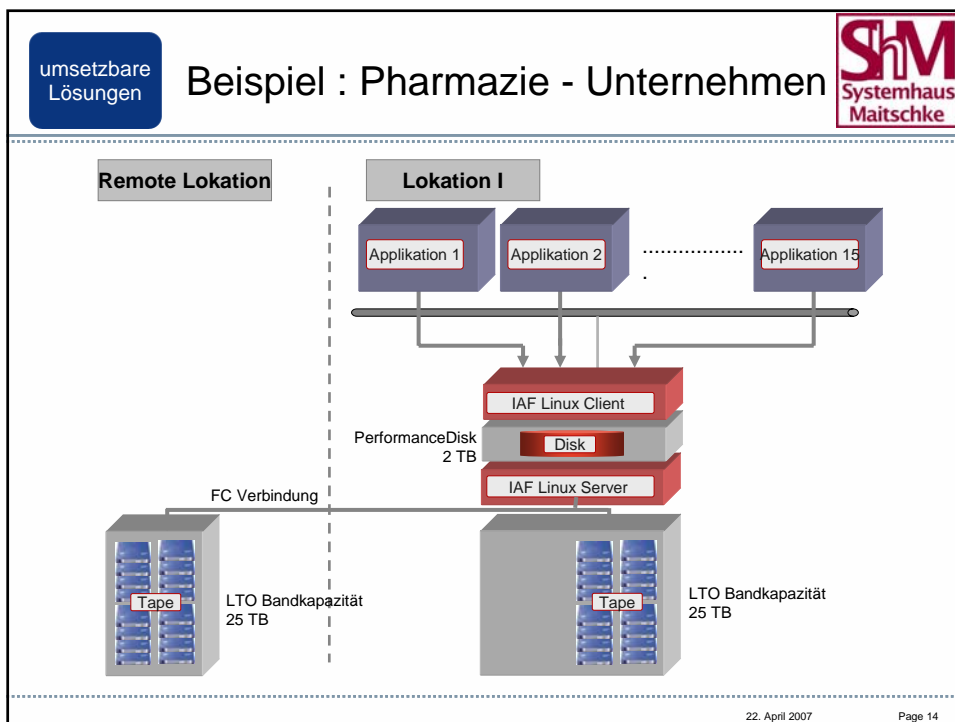 umsetzbare
Lösungen
Beispiel : Pharmazie - Unternehmen
ShM
Systemhaus
Maitschke
Remote Lokation
Lokation I
Applikation 1
Applikation 2
.................
.
Applikation 15
IAF Linux Client
PerformanceDisk
2 TB
Disk
IAF Linux Server
FC Verbindung
Tape
LTO Bandkapazität
25 TB
Tape
LTO Bandkapazität
25 TB
22. April 2007
Page 14